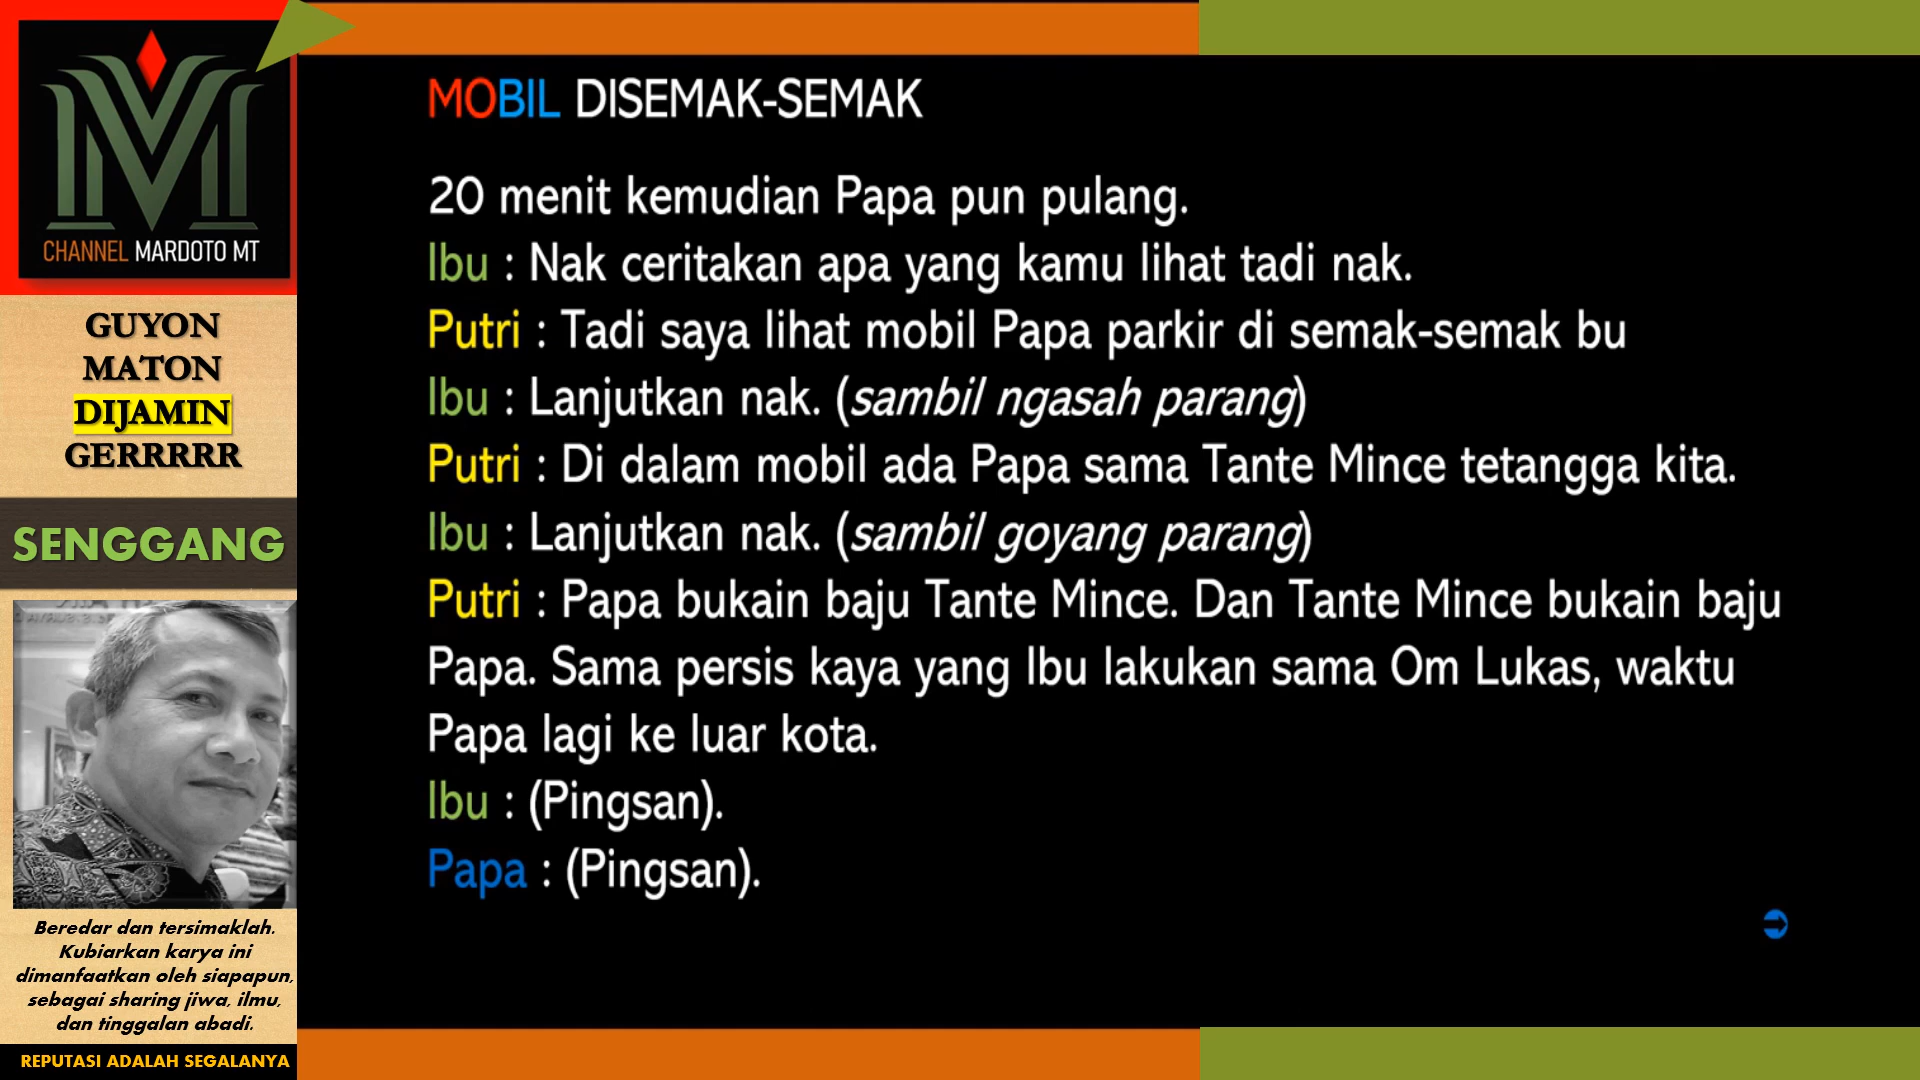 CHANNEL MARDOTO MT
GUYON
MATON
DIJAMIN
GERRRRR
SENGGANG
Beredar dan tersimaklah.
Kubiarkan karya ini
dimanfaatkan oleh siapapun,
sebagai sharing jiwa, ilmu,
dan tinggalan abadi.
REPUTASI ADALAH SEGALANYA
MOBIL DISEMAK-SEMAK
20 menit kemudian Papa pun pulang.
Ibu : Nak ceritakan apa yang kamu lihat tadi nak.
Putri : Tadi saya lihat mobil Papa parkir di semak-semak bu
Ibu : Lanjutkan nak. (sambil ngasah parang)
Putri : Di dalam mobil ada Papa sama Tante Mince tetangga kita.
Ibu : Lanjutkan nak. (sambil goyang parang)
Putri : Papa bukain baju Tante Mince. Dan Tante Mince bukain baju
Papa. Sama persis kaya yang Ibu lakukan sama Om Lukas, waktu
Papa lagi ke luar kota.
Ibu : (Pingsan).
Papa : (Pingsan).